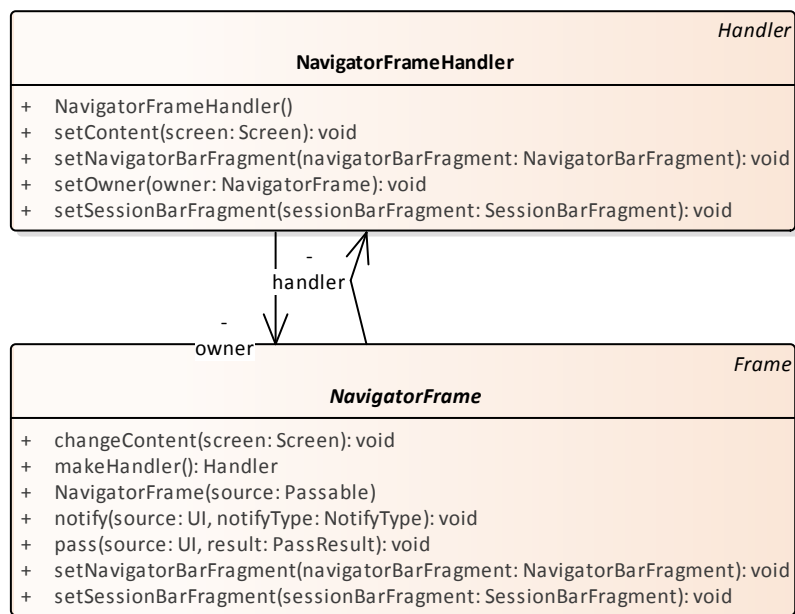 Handler
NavigatorFrameHandler
+ NavigatorFrameHandler()
+ setContent(screen: Screen): void
+ setNavigatorBarFragment(navigatorBarFragment: NavigatorBarFragment): void
+ setOwner(owner: NavigatorFrame): void
+ setSessionBarFragment(sessionBarFragment: SessionBarFragment): void
-
handler
-
owner
Frame
NavigatorFrame
+ changeContent(screen: Screen): void
+ makeHandler(): Handler
+ NavigatorFrame(source: Passable)
+ notify(source: UI, notifyType: NotifyType): void
+ pass(source: UI, result: PassResult): void
+ setNavigatorBarFragment(navigatorBarFragment: NavigatorBarFragment): void
+ setSessionBarFragment(sessionBarFragment: SessionBarFragment): void